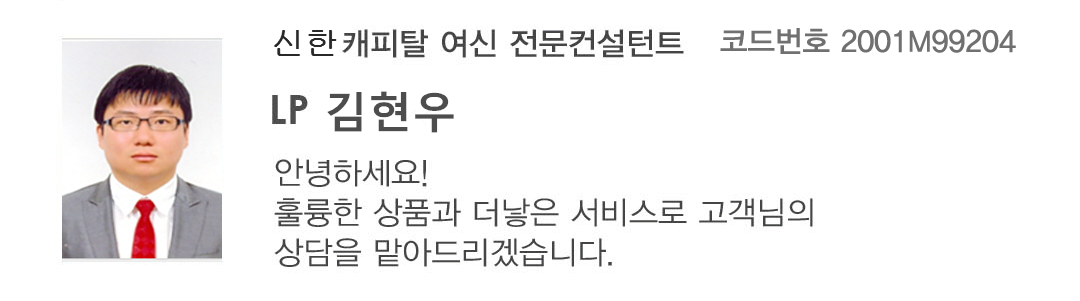 신한캐피탈 여신 전문컨설턴트 코드번호 2001M99204
LP 김현우
안녕하세요!
훌륭한 상품과 더낳은 서비스로 고객님의
상담을 맡아드리겠습니다.